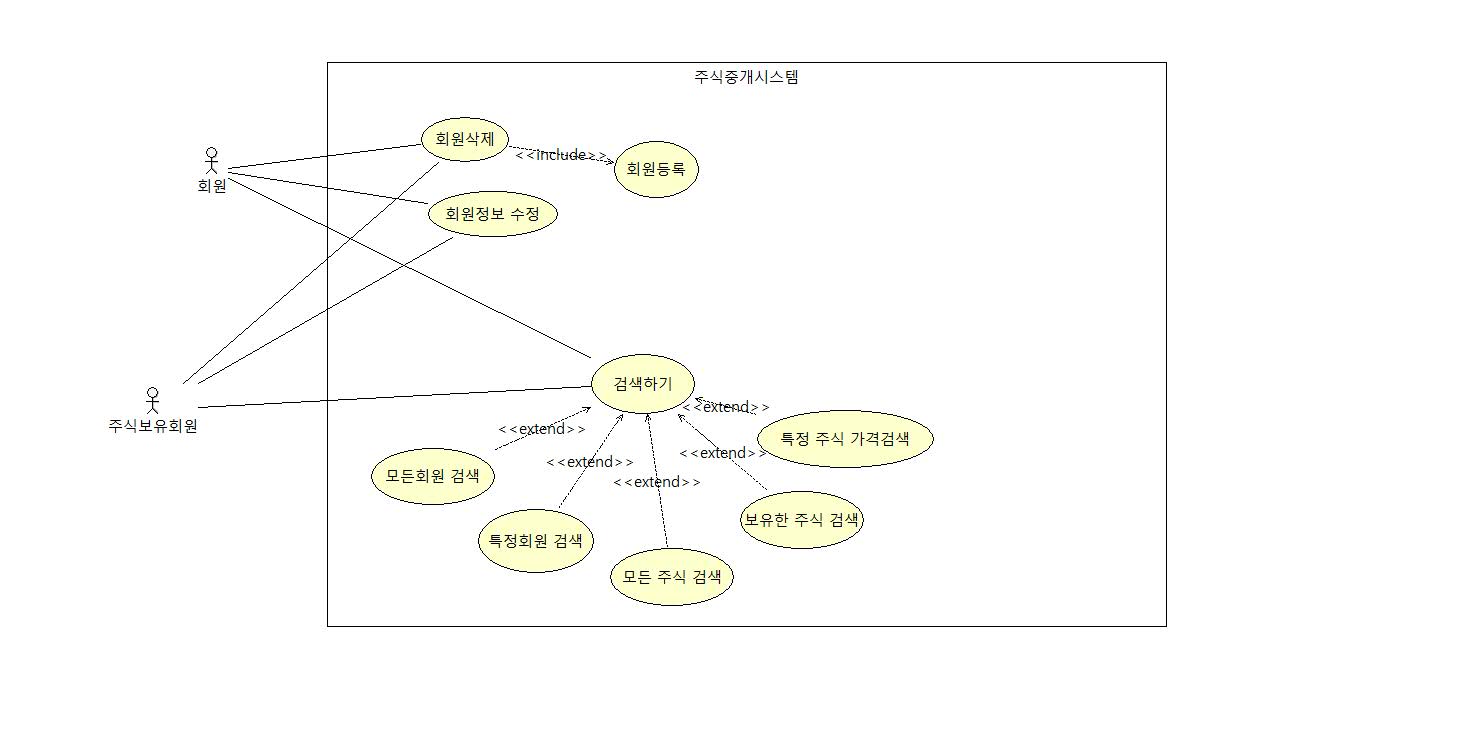 주식중개시스템
회원삭제
<<include>>
회원등록
회원
회원정보 수정
검색하기
주식보유회원
<<extend>>
<<extend>>
<<extend>>
<<extend>>
<<extend>>
특정 주식 가격검색
모든회원 검색
보유한 주식 검색
특정회원 검색
모든 주식 검색